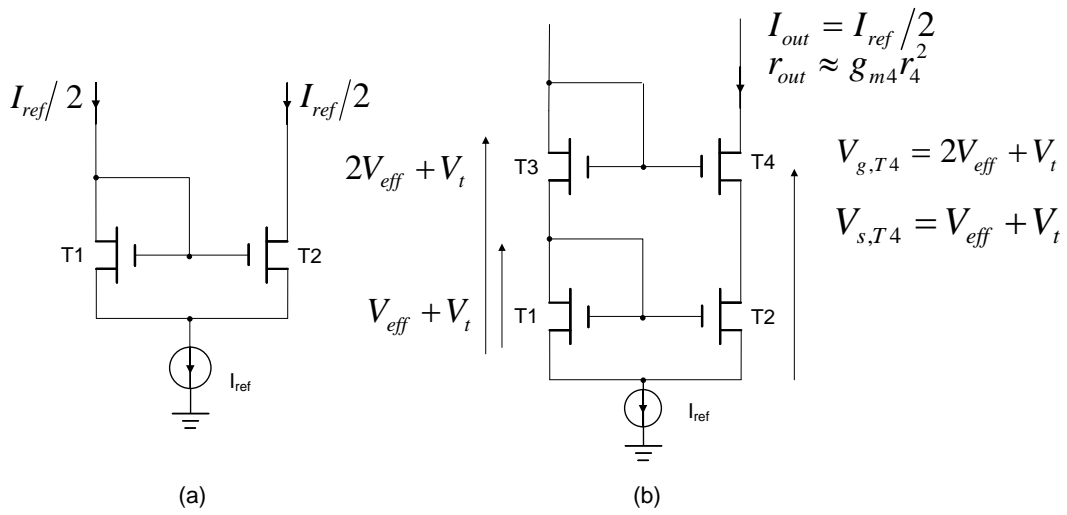 I_ref/2
I_ref/2
T1
T2
I_ref
(a)
I_out = I_ref/2
r_out ≈ g_m4 r_4^2
2V_eff + V_t
T3
T4
V_g,T4 = 2V_eff + V_t
V_s,T4 = V_eff + V_t
V_eff + V_t
T1
T2
I_ref
(b)